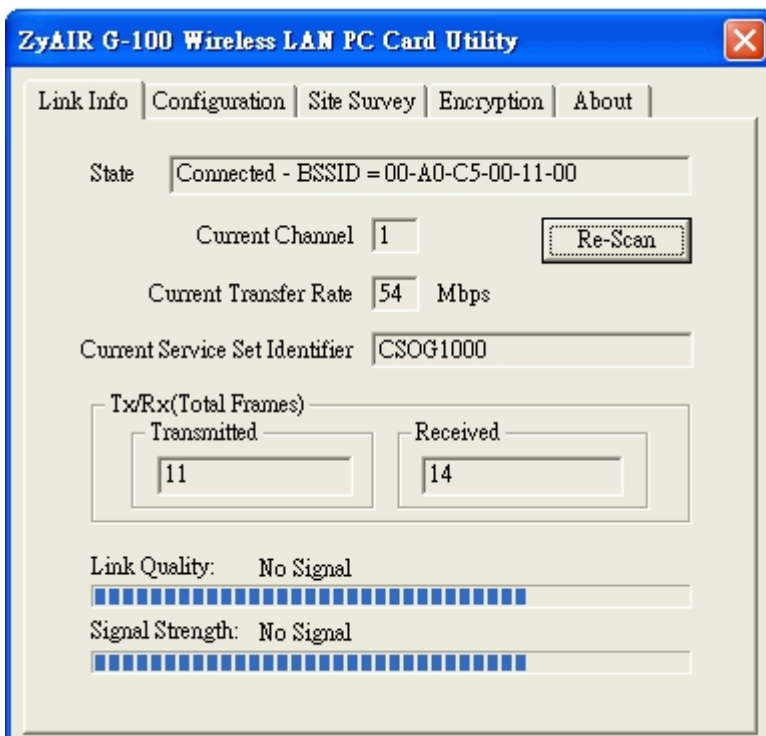 ZyAIR G-100 Wireless LAN PC Card Utility
Link Info Configuration Site Survey Encryption About
State Connected - BSSID = 00-A0-C5-00-11-00
Current Channel 1 Re-Scan
Current Transfer Rate 54 Mbps
Current Service Set Identifier CSOG1000
Tx/Rx(Total Frames)
Transmitted Received
11 14
Link Quality: No Signal
Signal Strength: No Signal